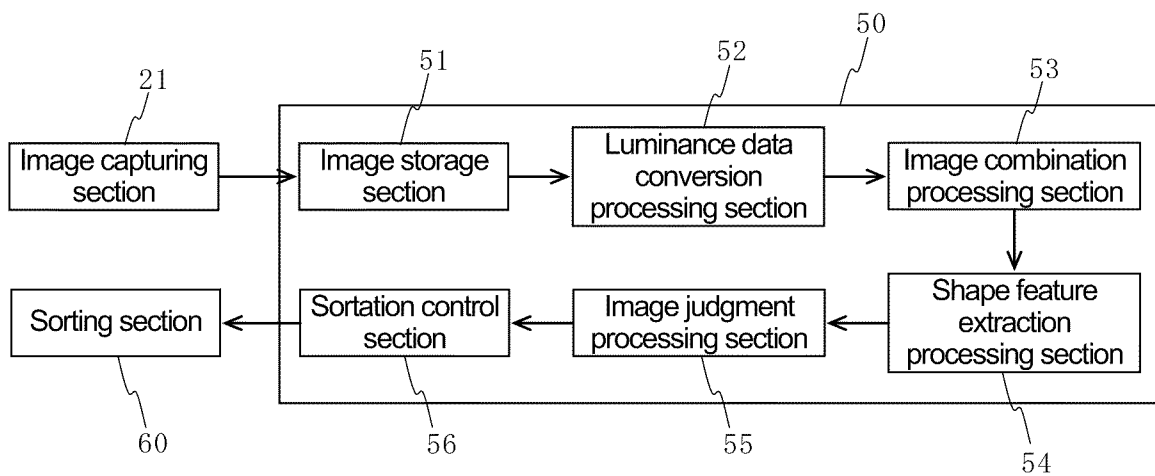 50
52
51
53
21
Image capturing
section
Image storage
section
Luminance data
conversion
processing section
Image combination
processing section
Sorting section
Sortation control
section
Image judgment
processing section
Shape feature
extraction
processing section
60
56
55
54